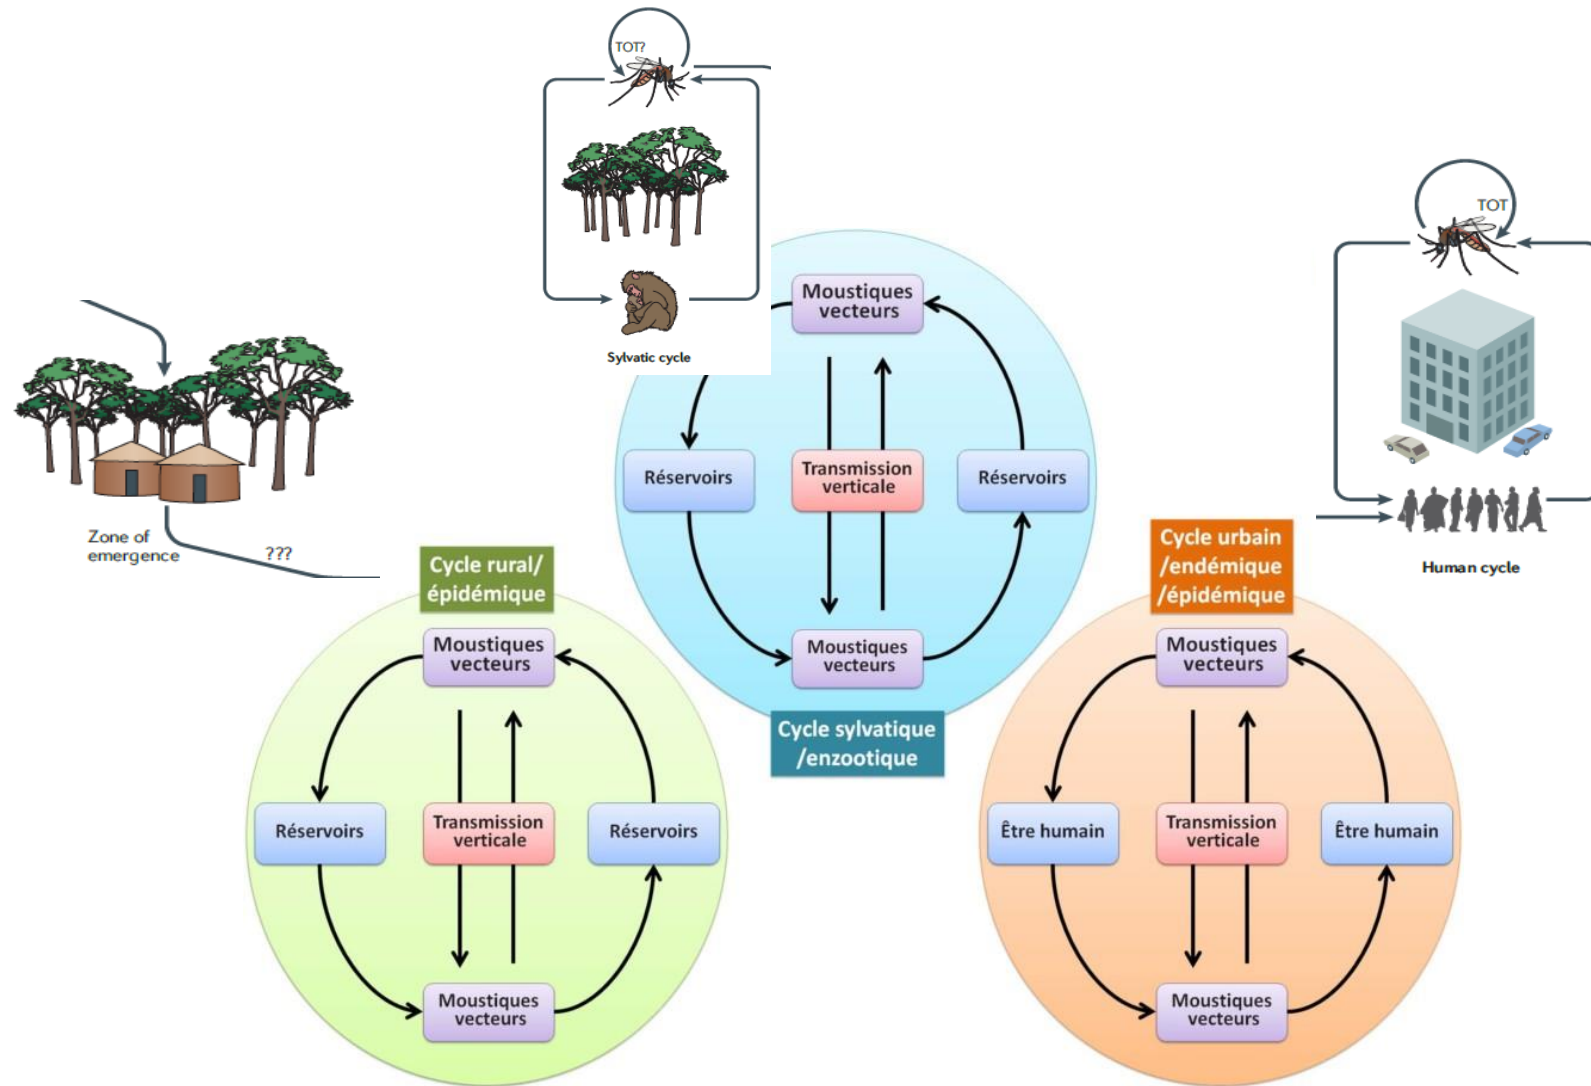 TOT?
Sylvatic cycle
TOT
Human cycle
Zone of
emergence
???
Moustiques
vecteurs
Réservoirs
Transmission
verticale
Réservoirs
Moustiques
vecteurs
Cycle sylvatique
/enzootique
Cycle rural/
épidémique
Moustiques
vecteurs
Réservoirs
Transmission
verticale
Réservoirs
Moustiques
vecteurs
Cycle urbain
/endémique
/épidémique
Moustiques
vecteurs
Être humain
Transmission
verticale
Être humain
Moustiques
vecteurs